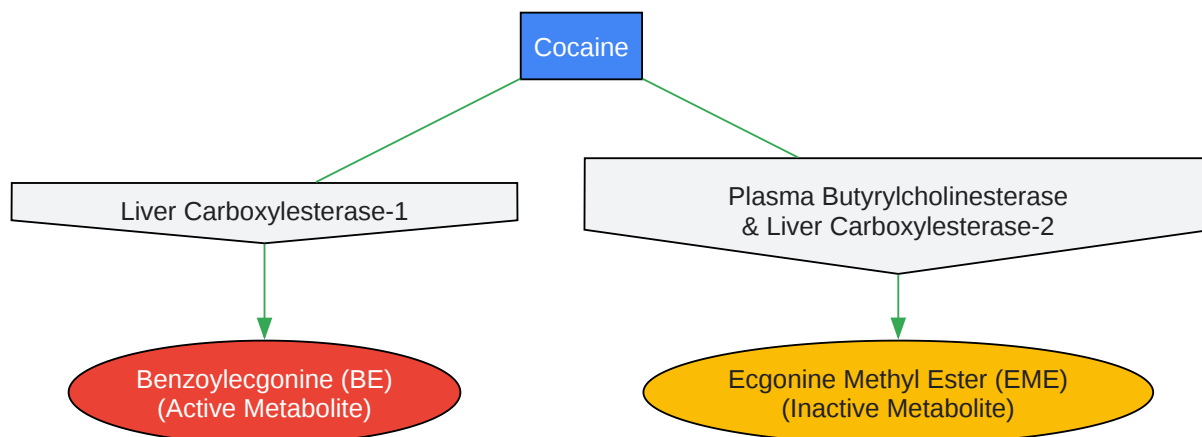 Cocaine
Liver Carboxylesterase-1
Plasma Butyrylcholinesterase
& Liver Carboxylesterase-2
Benzoylecgonine (BE)
(Active Metabolite)
Ecgonine Methyl Ester (EME)
(Inactive Metabolite)